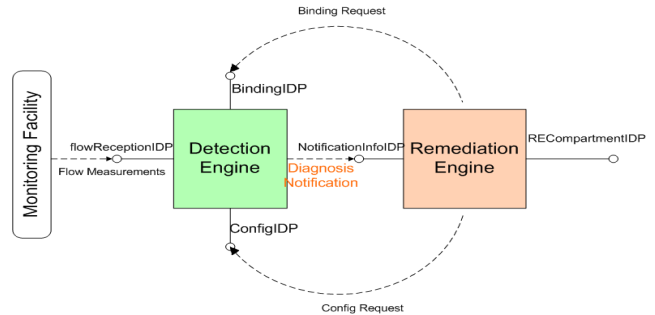 Binding Request
BindingIDP
Monitoring Facility
flowReceptionIDP
Flow Measurements
Detection
Engine
NotificationInfoIDP
Diagnosis
Notification
Remediation
Engine
RECompartmentIDP
ConfigIDP
Config Request